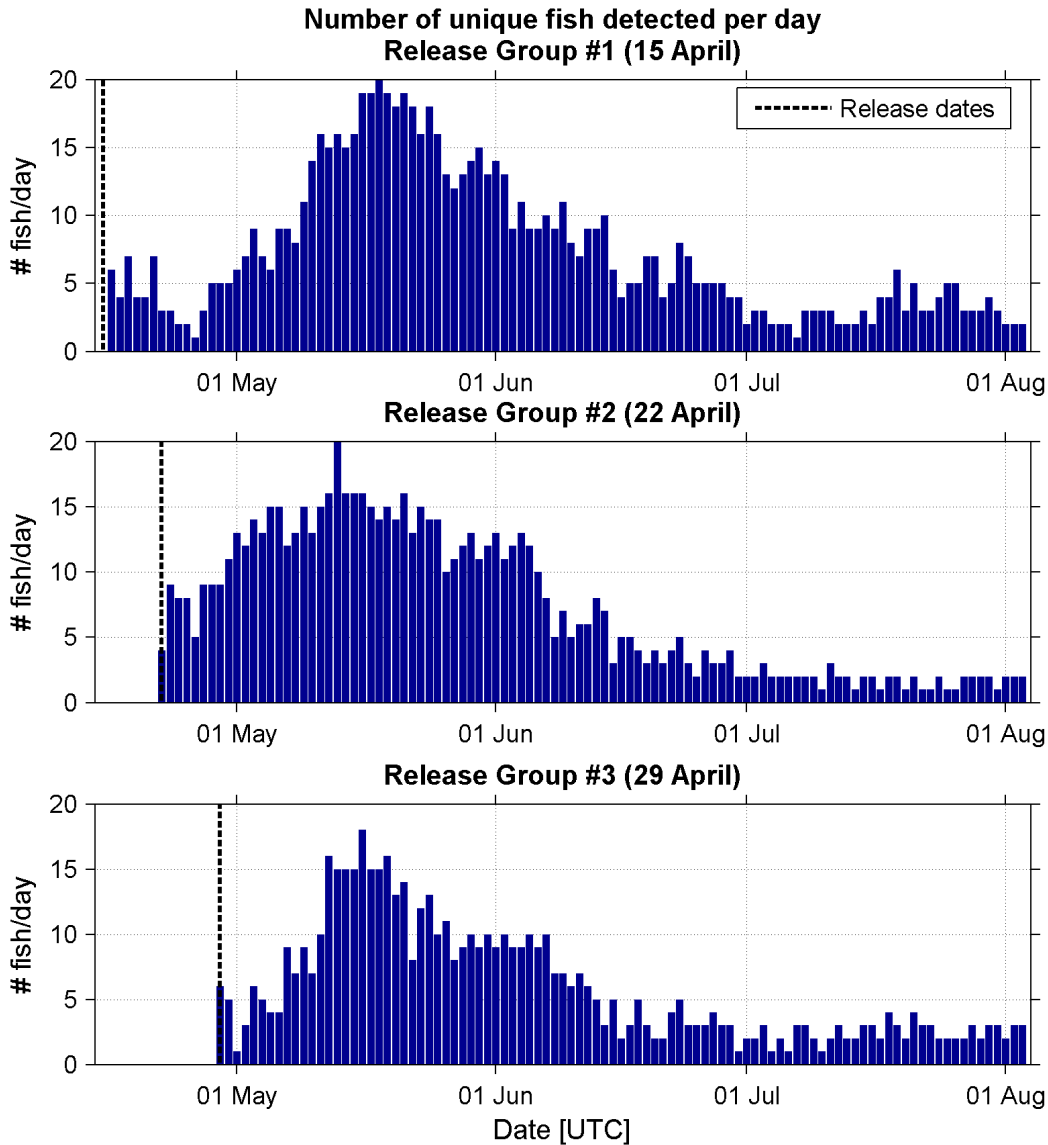 Number of unique fish detected per day
Release Group #1 (15 April)
20
15
10
5
0
# fish/day
Release dates
01 May
01 Jun
01 Jul
01 Aug
Release Group #2 (22 April)
20
15
10
5
0
# fish/day
01 May
01 Jun
01 Jul
01 Aug
Release Group #3 (29 April)
20
15
10
5
0
# fish/day
01 May
01 Jun
01 Jul
01 Aug
Date [UTC]